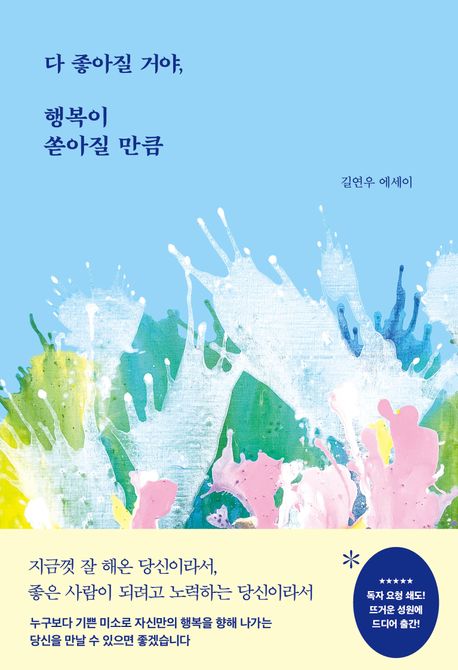 다 좋아질 거야,
행복이
쏟아질 만큼
길연우 에세이
지금껏 잘 해온 당신이라서,
좋은 사람이 되려고 노력하는 당신이라서
누구보다 기쁜 미소로 자신만의 행복을 향해 나가는
당신을 만날 수 있으면 좋겠습니다
*
★★★★★
독자 요청 쇄도!
뜨거운 성원에
드디어 출간!